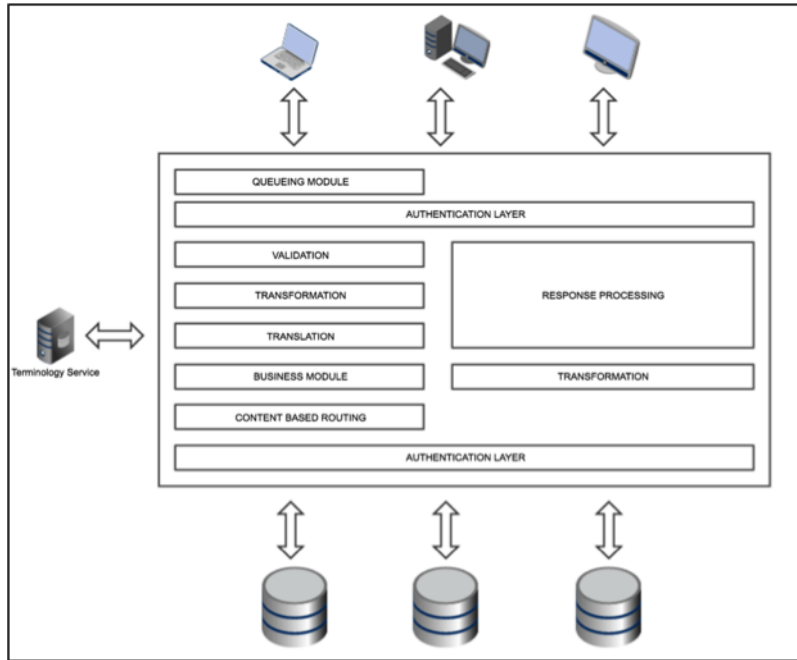 QUEUEING MODULE
AUTHENTICATION LAYER
VALIDATION
TRANSFORMATION
RESPONSE PROCESSING
TRANSLATION
Terminology Service
BUSINESS MODULE
TRANSFORMATION
CONTENT BASED ROUTING
AUTHENTICATION LAYER